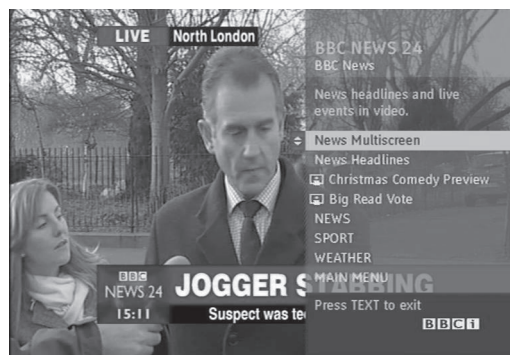 LIVE North London
BBC NEWS 24
BBC News
News headlines and live
events in video.
News Multiscreen
News Headlines
Christmas Comedy Preview
Big Read Vote
NEWS
SPORT
WEATHER
MAIN MENU
Press TEXT to exit
BBCi
BBC
NEWS 24
15:11
JOGGER STABBING
Suspect was